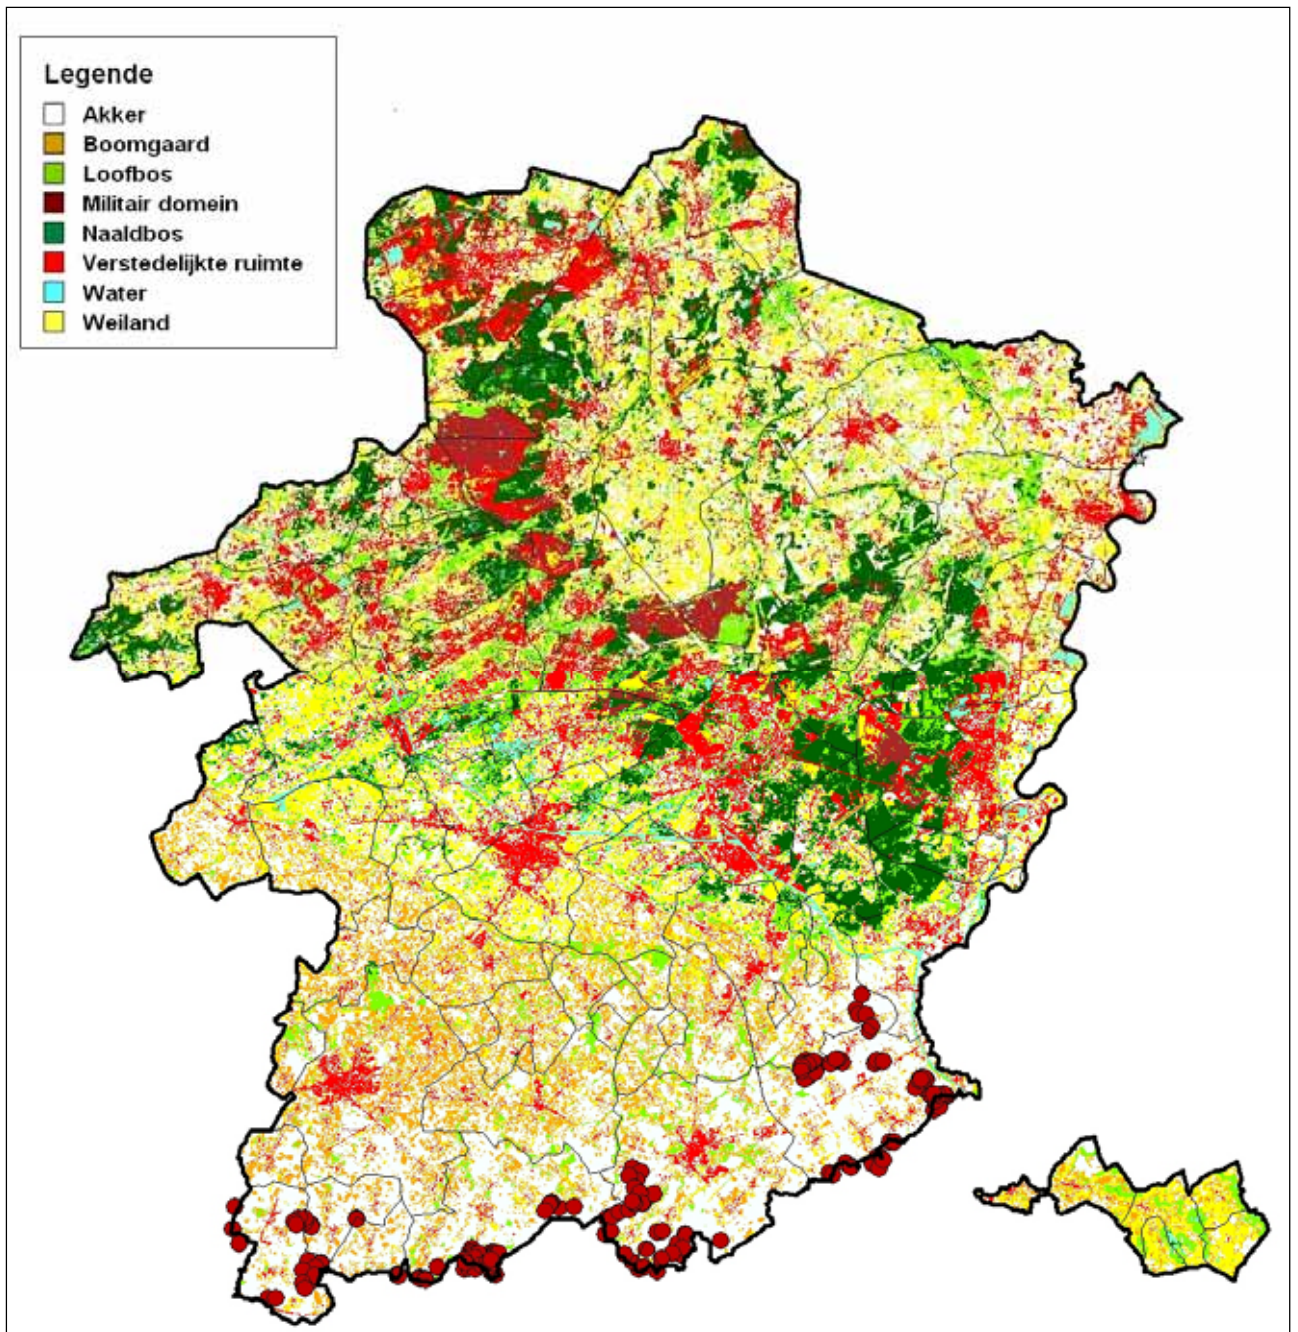 Legende
Akker
Boomgaard
Loofbos
Militair domein
Naaldbos
Verstedelijkte ruimte
Water
Weiland